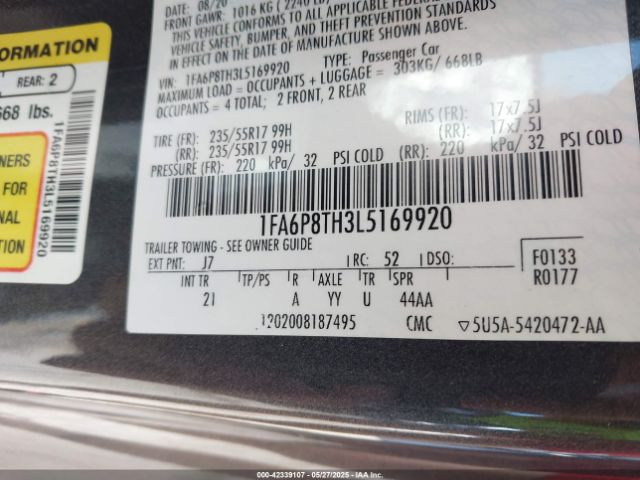 ORMATION
REAR: 2
668 lbs.
NERS
FOR
NAL
1FA6P8TH3L5169920
DATE: 08/20
FRONT GAWR: 1016 KG ( 2240 LB)
THIS VEHICLE CONFORMS TO ALL APPLICABLE FEDERAL
VEHICLE SAFETY, BUMPER, AND THEFT PREVENTION STANDARDS
IN EFFECT ON THE DATE OF MANUFACTURE SHOWN ABOVE.
VIN: 1FA6P8TH3L5169920 TYPE: Passenger Car
MAXIMUM LOAD = OCCUPANTS + LUGGAGE = 303KG/ 668LB
OCCUPANTS = 4 TOTAL; 2 FRONT, 2 REAR
RIMS (FR): 17x7.5J
TIRE (FR): 235/55R17 99H (RR): 17x7.5J
(RR): 235/55R17 99H
PRESSURE (FR): 220 kPa/ 32 PSI COLD (RR): 220 kPa/ 32 PSI COLD
1FA6P8TH3L5169920
TRAILER TOWING - SEE OWNER GUIDE
EXT PNT: J7 RC: 52 DSO: F0133
INT TR TP/PS R AXLE TR SPR R0177
2I A YY U 44AA
1202008187495 CMC 5U5A-5420472-AA
000-42339107 - 05/27/2025 - IAA Inc.